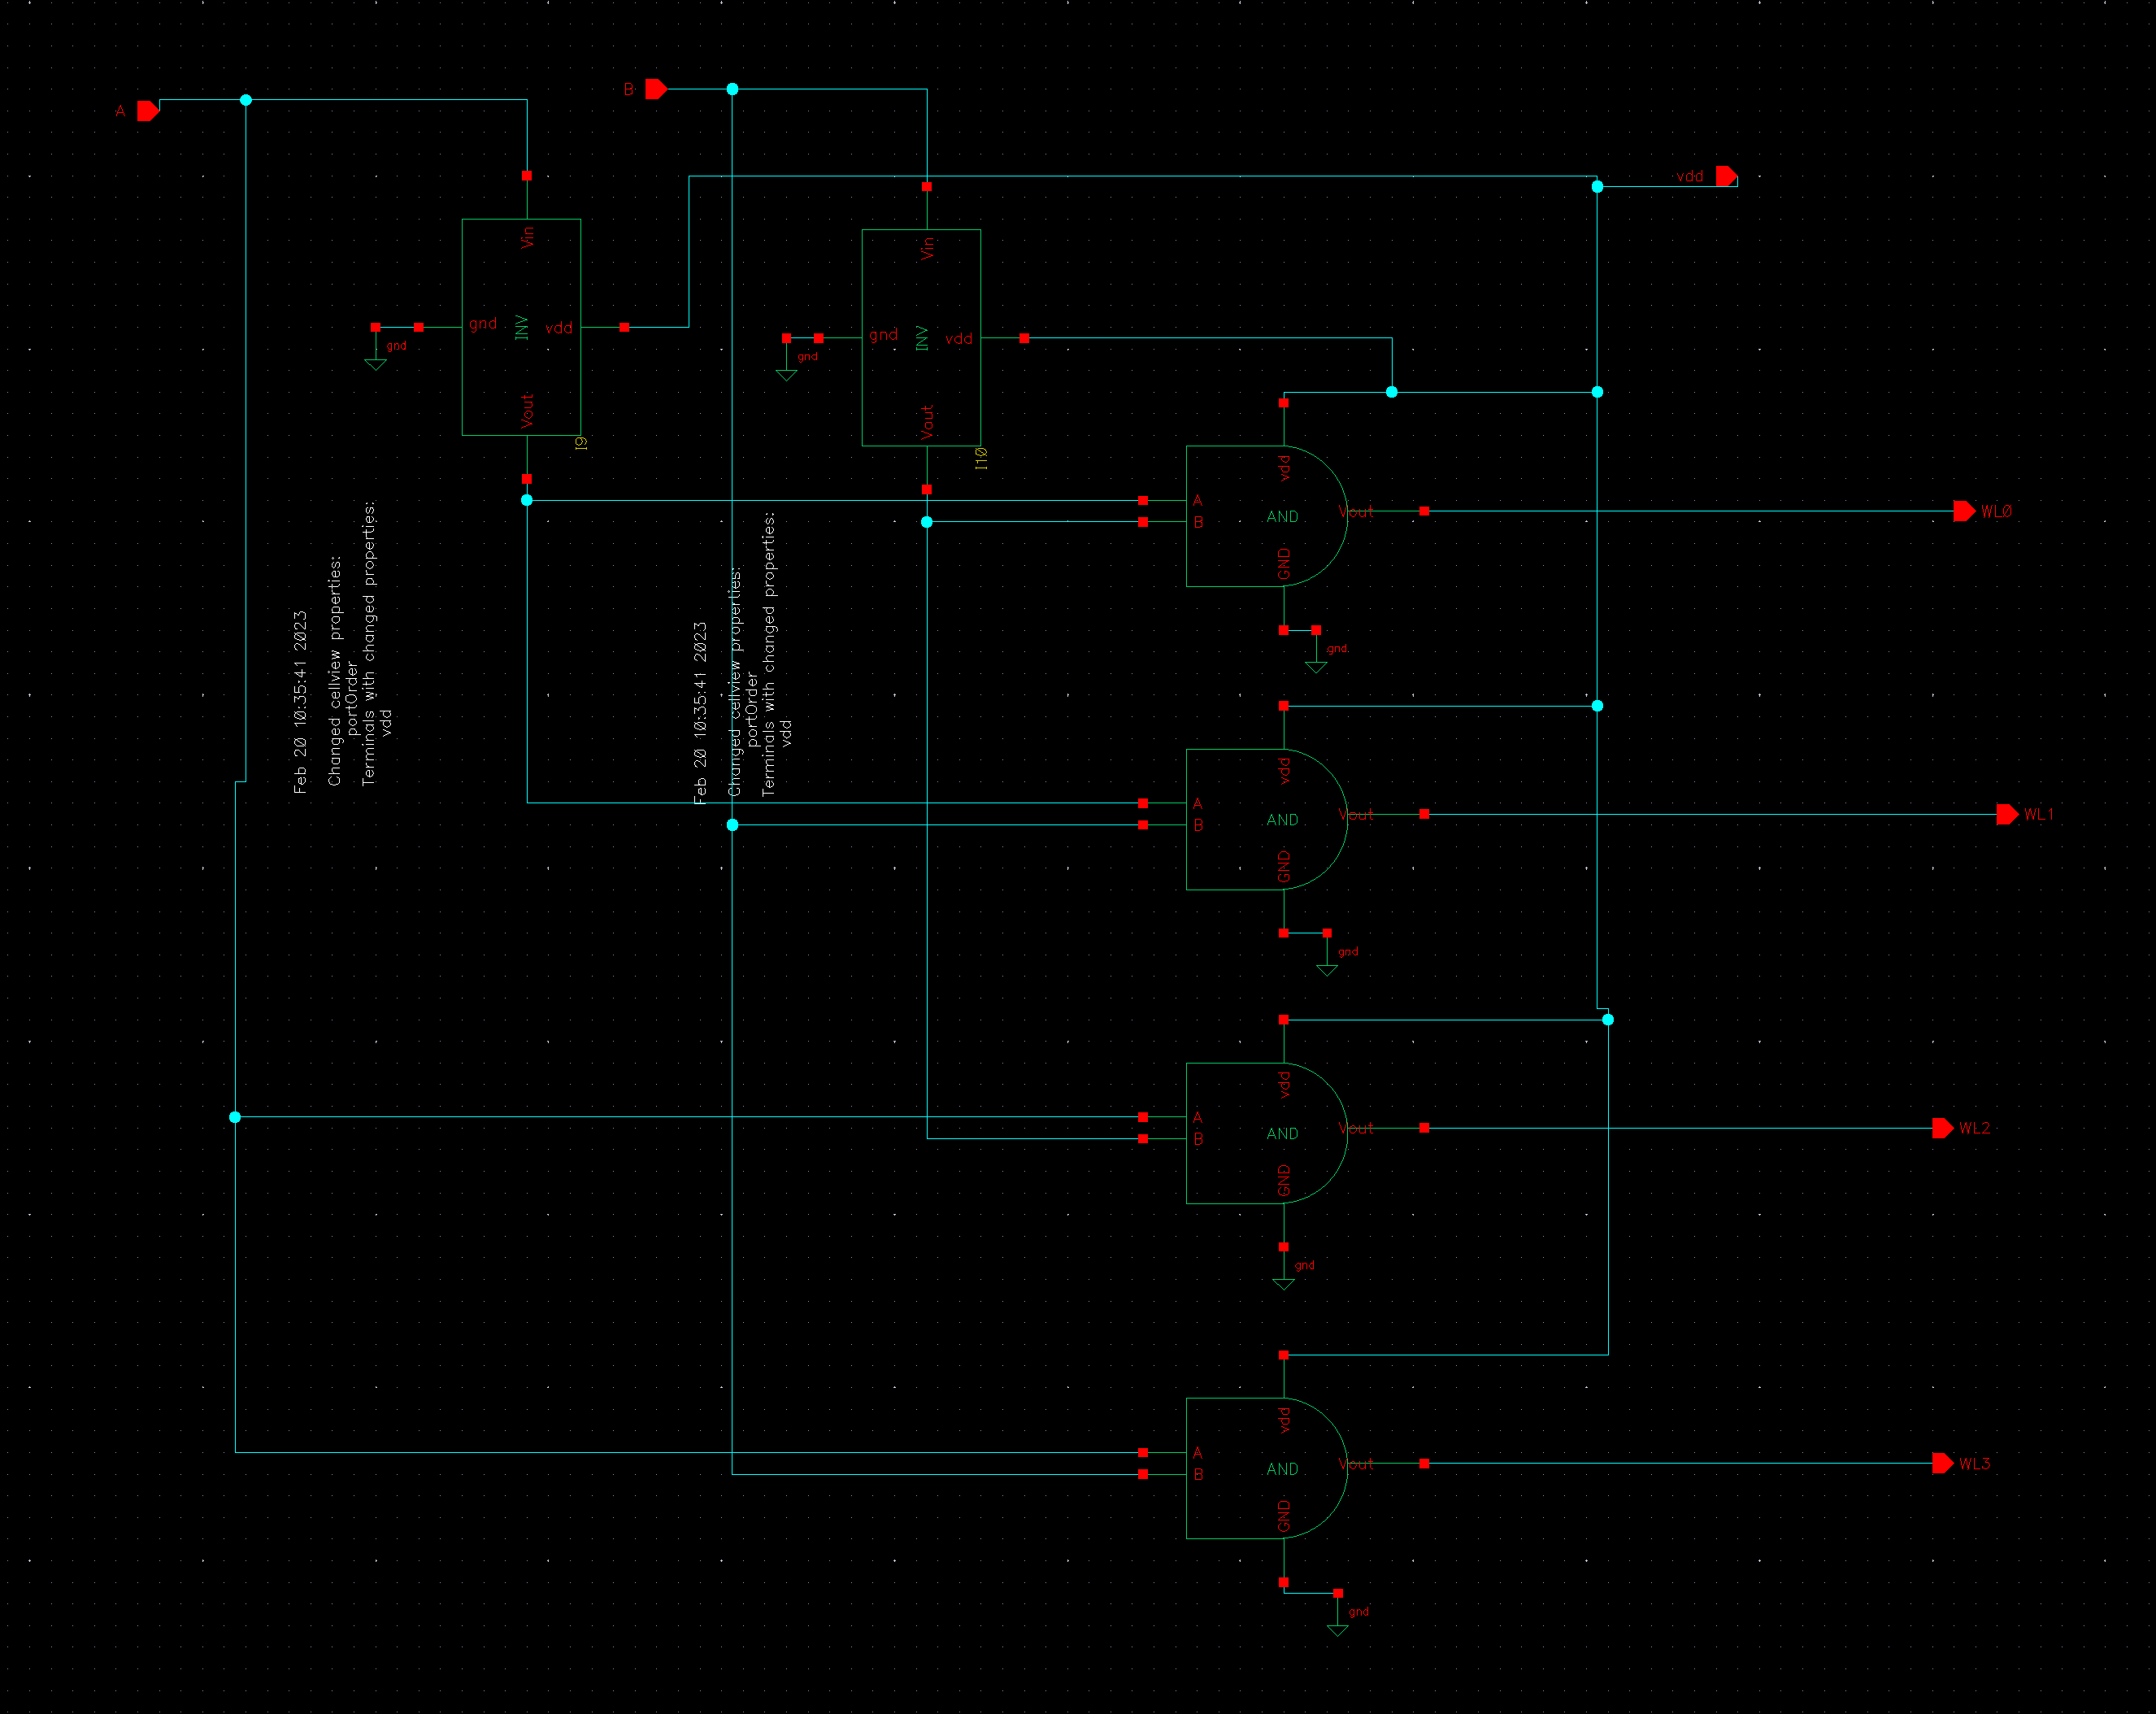 A
B
vdd
Vin
gnd
INV
vdd
Vout
I9
gnd
Vin
gnd
INV
vdd
Vout
I10
gnd
Feb 20 10:35:41 2023
Changed cellview properties:
portOrder
Terminals with changed properties:
vdd
Feb 20 10:35:41 2023
Changed cellview properties:
portOrder
Terminals with changed properties:
vdd
vdd
A
B
AND
Vout
GND
gnd
WL0
vdd
A
B
AND
Vout
GND
gnd
WL1
vdd
A
B
AND
Vout
GND
gnd
WL2
vdd
A
B
AND
Vout
GND
gnd
WL3